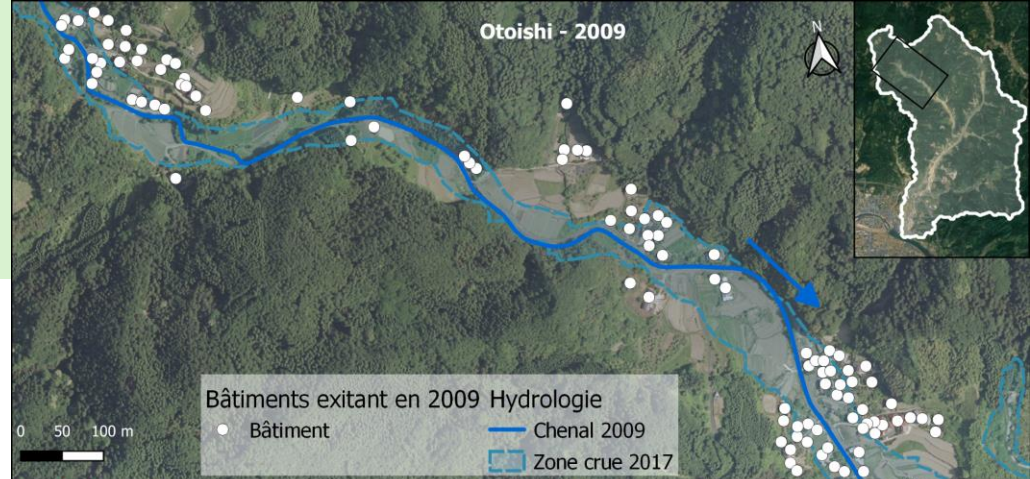 Otoishi - 2009
N
Bâtiments exitant en 2009 Hydrologie
Bâtiment
Chenal 2009
Zone crue 2017
0 50 100 m